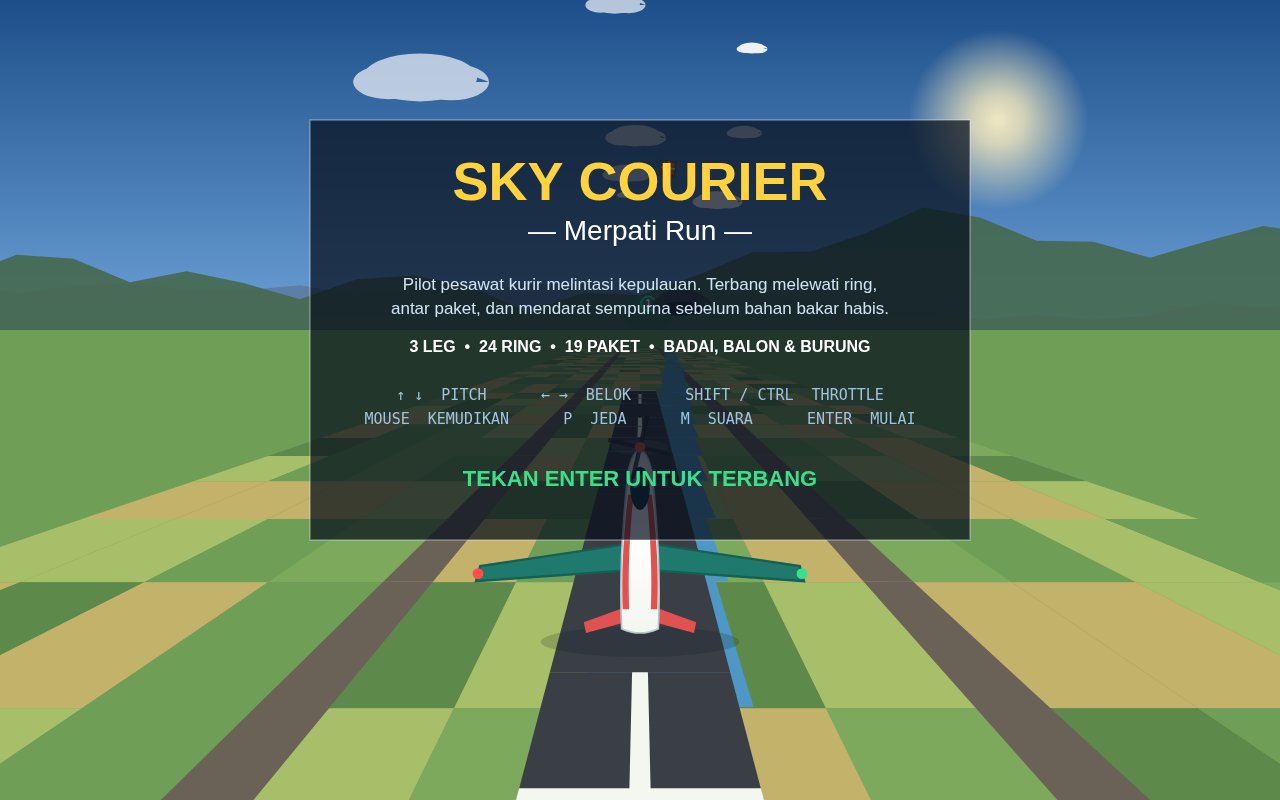 SKY COURIER
— Merpati Run —
Pilot pesawat kurir melintasi kepulauan. Terbang melewati ring,
antar paket, dan mendarat sempurna sebelum bahan bakar habis.
3 LEG • 24 RING • 19 PAKET • BADAI, BALON & BURUNG
↑ ↓ PITCH ← → BELOK SHIFT / CTRL THROTTLE
MOUSE KEMUDIKAN P JEDA M SUARA ENTER MULAI
TEKAN ENTER UNTUK TERBANG